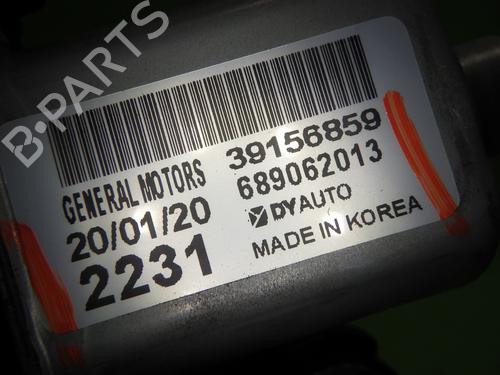 B-PARTS
GENERAL MOTORS 39156859
20/01/20 689062013
2231 DYAUTO
MADE IN KOREA